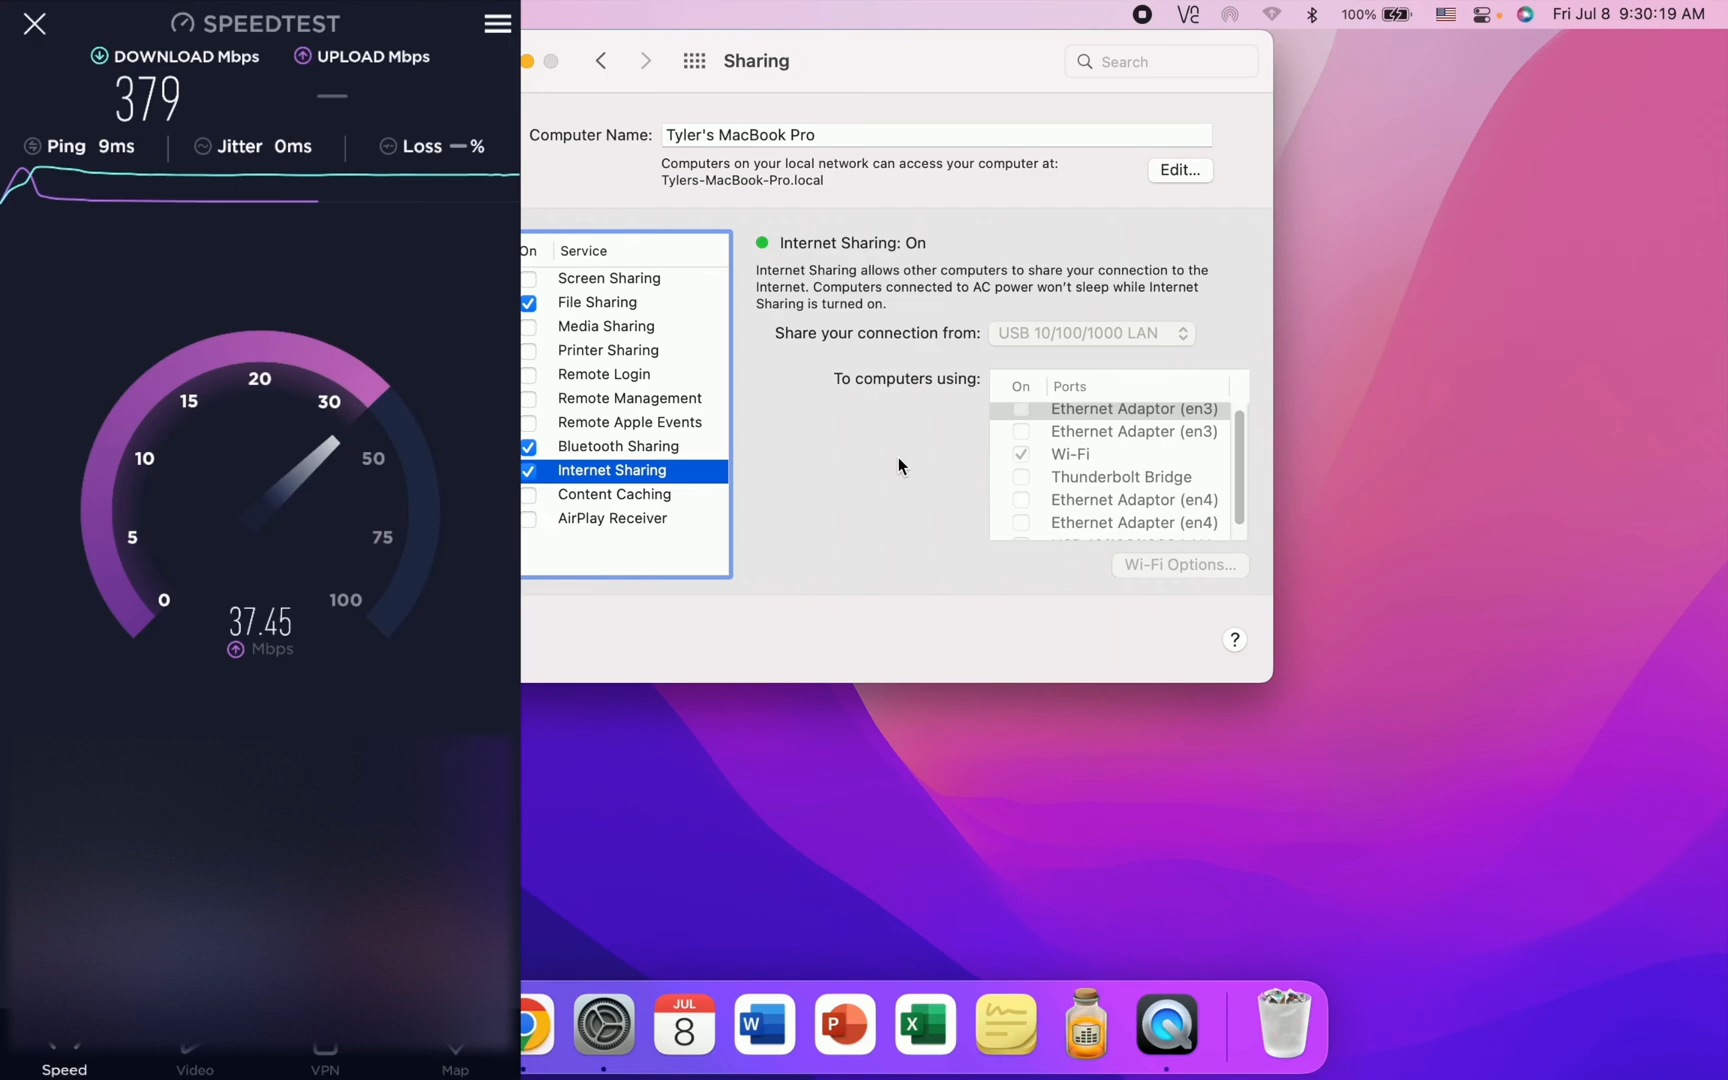 SPEEDTEST
DOWNLOAD Mbps
UPLOAD Mbps
379
—
Ping 9ms
Jitter 0ms
Loss —%
0
5
10
15
20
30
50
75
100
37.45
Mbps
Speed
Video
VPN
Map
100%
Fri Jul 8 9:30:19 AM
Sharing
Search
Computer Name: Tyler's MacBook Pro
Computers on your local network can access your computer at:
Tylers-MacBook-Pro.local
Edit...
On Service
Screen Sharing
File Sharing
Media Sharing
Printer Sharing
Remote Login
Remote Management
Remote Apple Events
Bluetooth Sharing
Internet Sharing
Content Caching
AirPlay Receiver
Internet Sharing: On
Internet Sharing allows other computers to share your connection to the
Internet. Computers connected to AC power won't sleep while Internet
Sharing is turned on.
Share your connection from: USB 10/100/1000 LAN
To computers using:
On Ports
Ethernet Adaptor (en3)
Ethernet Adapter (en3)
Wi-Fi
Thunderbolt Bridge
Ethernet Adaptor (en4)
Ethernet Adapter (en4)
Wi-Fi Options...
?
JUL
8
W
P
X